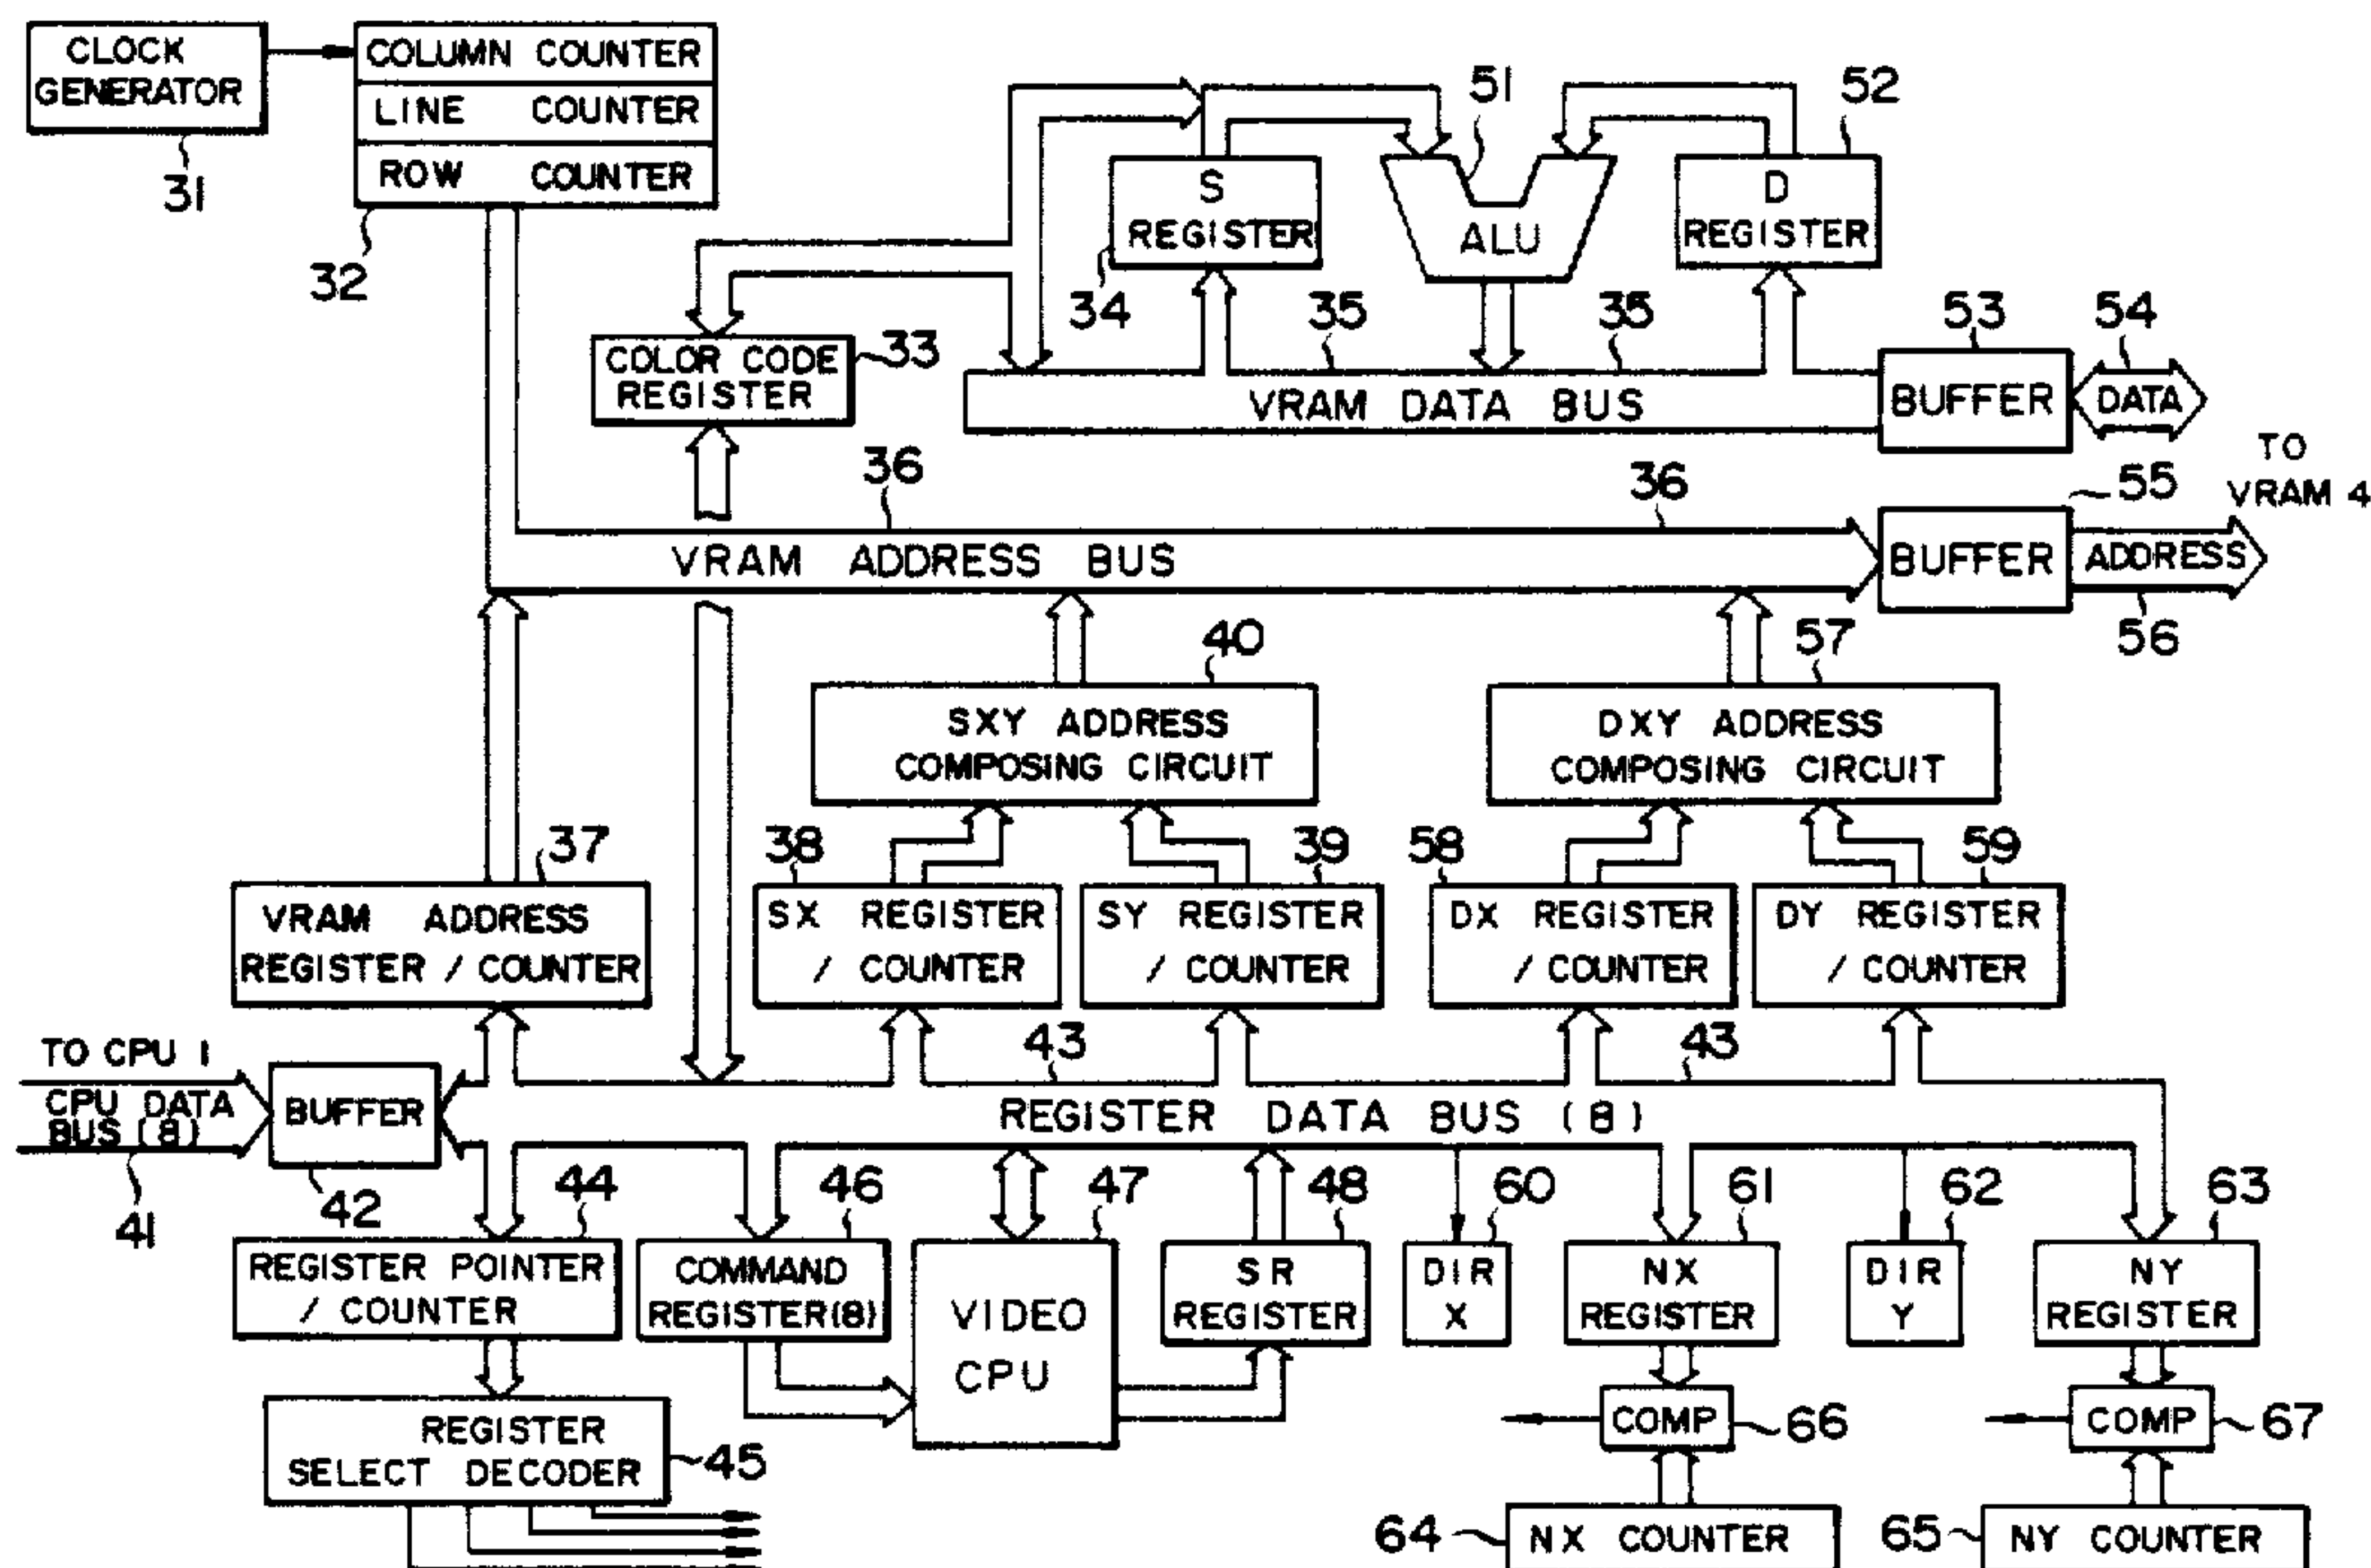 CLOCK
GENERATOR
31
COLUMN COUNTER
LINE COUNTER
ROW COUNTER
32
51
52
S
REGISTER
34
ALU
D
REGISTER
COLOR CODE
REGISTER
33
35
35
VRAM DATA BUS
53
BUFFER
54
DATA
TO
VRAM 4
36
36
VRAM ADDRESS BUS
55
BUFFER
ADDRESS
56
40
SXY ADDRESS
COMPOSING CIRCUIT
57
DXY ADDRESS
COMPOSING CIRCUIT
37
VRAM ADDRESS
REGISTER / COUNTER
38
SX REGISTER
/ COUNTER
39
SY REGISTER
/ COUNTER
58
DX REGISTER
/ COUNTER
59
DY REGISTER
/ COUNTER
TO CPU 1
CPU DATA
BUS (8)
41
BUFFER
42
43
43
REGISTER DATA BUS (8)
44
REGISTER POINTER
/ COUNTER
46
COMMAND
REGISTER(8)
47
VIDEO
CPU
48
SR
REGISTER
60
DIR
X
61
NX
REGISTER
62
DIR
Y
63
NY
REGISTER
REGISTER
SELECT DECODER
45
COMP
66
COMP
67
64
NX COUNTER
65
NY COUNTER